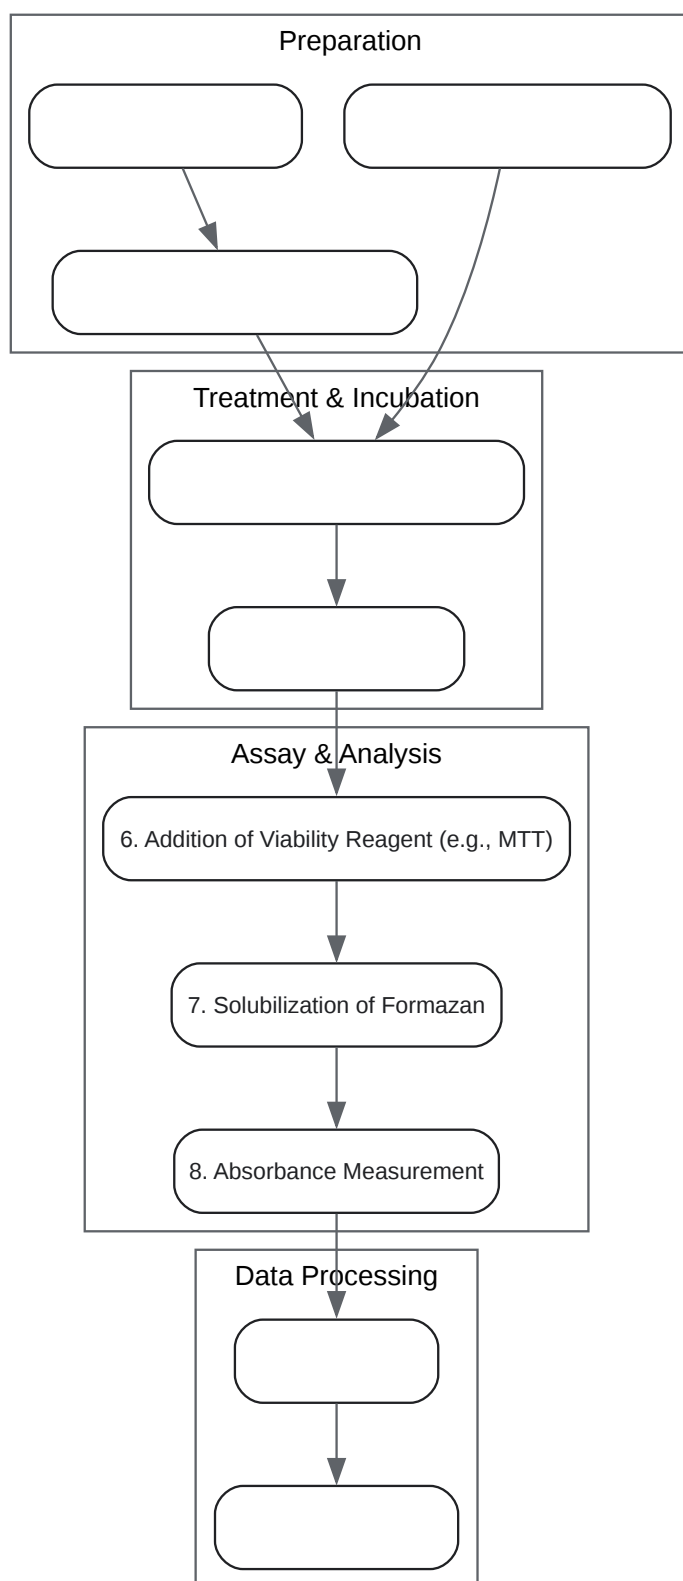 Preparation
Treatment & Incubation
Assay & Analysis
6. Addition of Viability Reagent (e.g., MTT)
7. Solubilization of Formazan
8. Absorbance Measurement
Data Processing